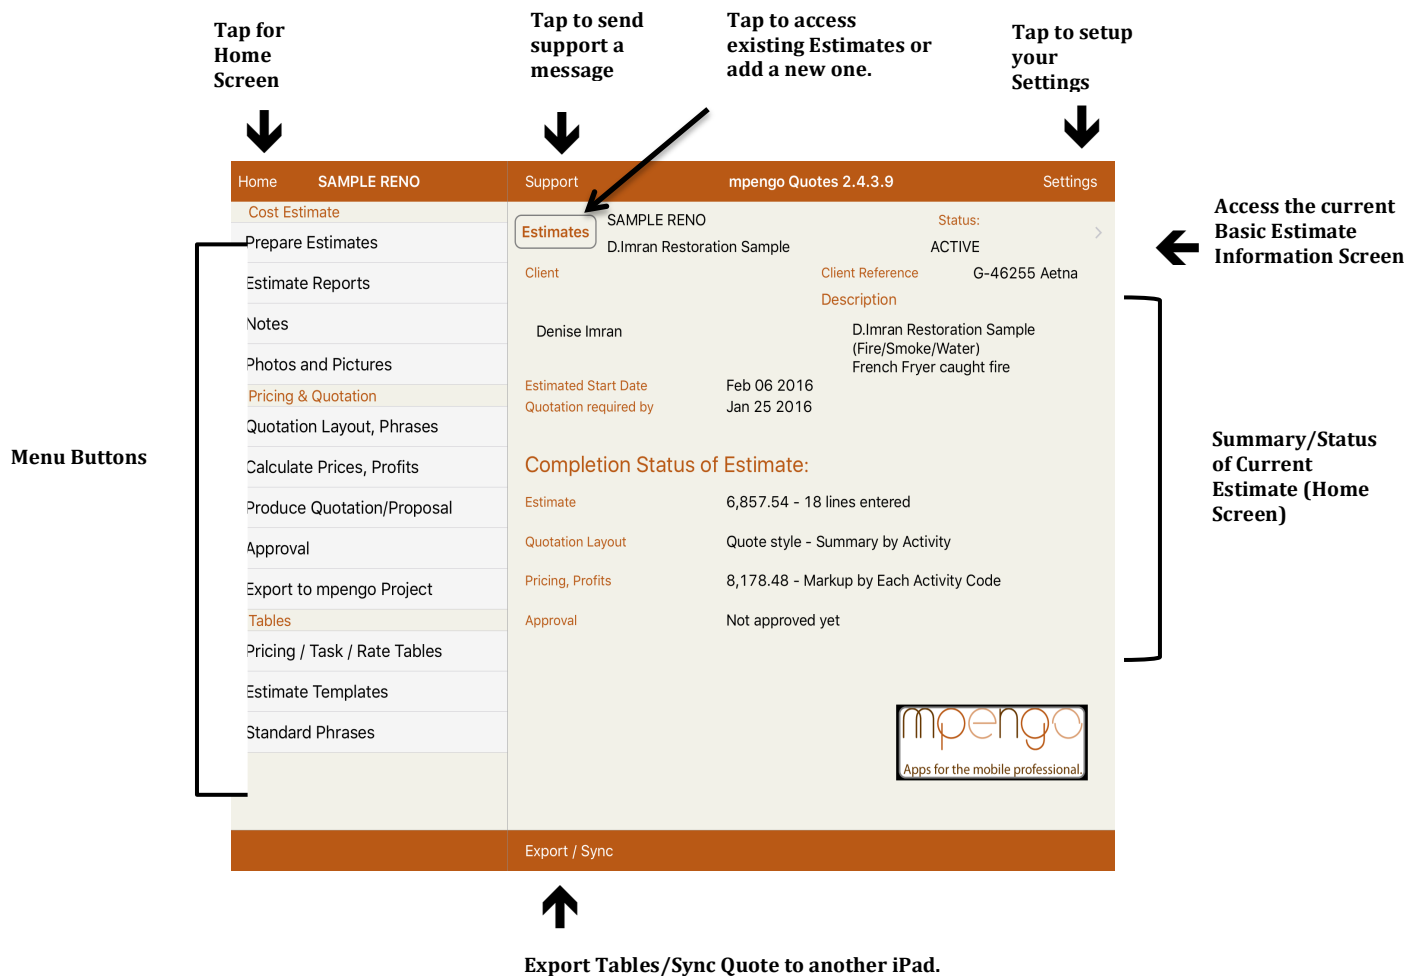 Tap for
Home
Screen
Tap to send
support a
message
Tap to access
existing Estimates or
add a new one.
Tap to setup
your
Settings
Home
SAMPLE RENO
Support
mpengo Quotes 2.4.3.9
Settings
Cost Estimate
Prepare Estimates
Estimate Reports
Notes
Photos and Pictures
Pricing & Quotation
Quotation Layout, Phrases
Calculate Prices, Profits
Produce Quotation/Proposal
Approval
Export to mpengo Project
Tables
Pricing / Task / Rate Tables
Estimate Templates
Standard Phrases
Menu Buttons
Estimates
SAMPLE RENO
Status:
D.Imran Restoration Sample
ACTIVE
Client
Client Reference
G-46255 Aetna
Description
Denise Imran
D.Imran Restoration Sample
(Fire/Smoke/Water)
French Fryer caught fire
Estimated Start Date
Feb 06 2016
Quotation required by
Jan 25 2016
Completion Status of Estimate:
Estimate
6,857.54 - 18 lines entered
Quotation Layout
Quote style - Summary by Activity
Pricing, Profits
8,178.48 - Markup by Each Activity Code
Approval
Not approved yet
mpengo
Apps for the mobile professional.
Export / Sync
Access the current
Basic Estimate
Information Screen
Summary/Status
of Current
Estimate (Home
Screen)
Export Tables/Sync Quote to another iPad.